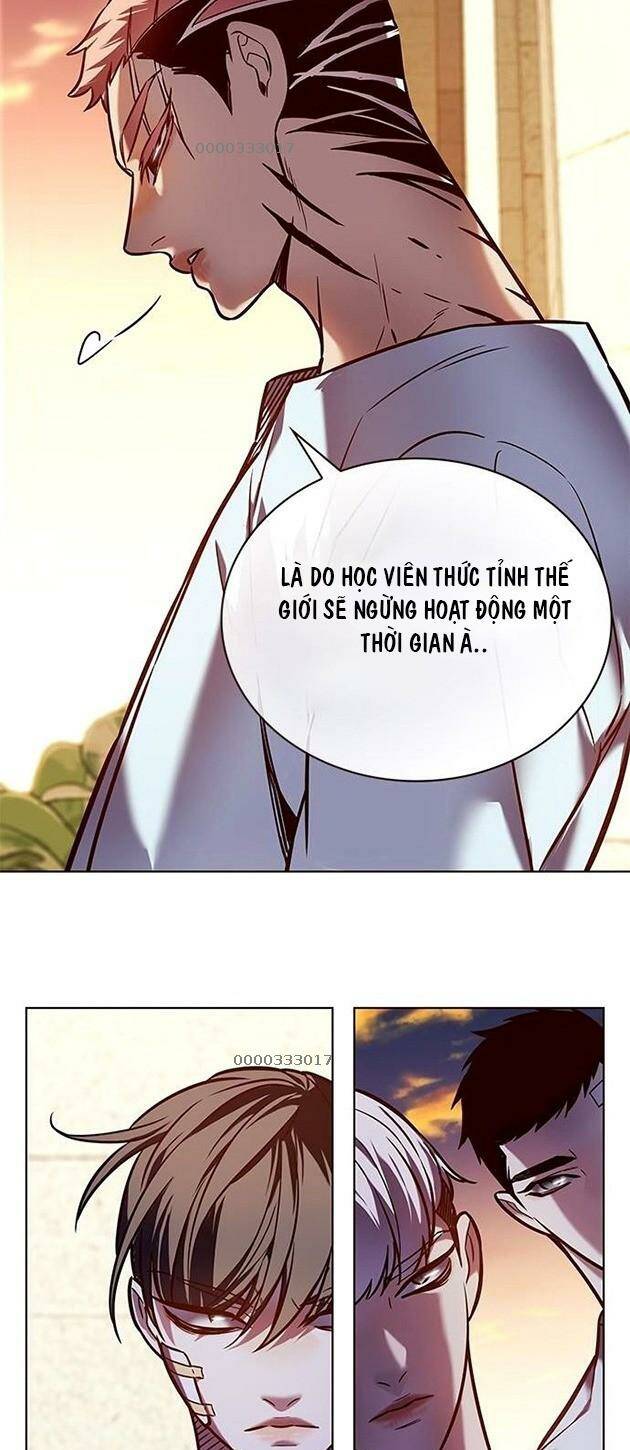 0000333017
LÀ DO HỌC VIÊN THỨC TỈNH THẾ
GIỚI SẼ NGỪNG HOẠT ĐỘNG MỘT
THỜI GIAN À..
0000333017